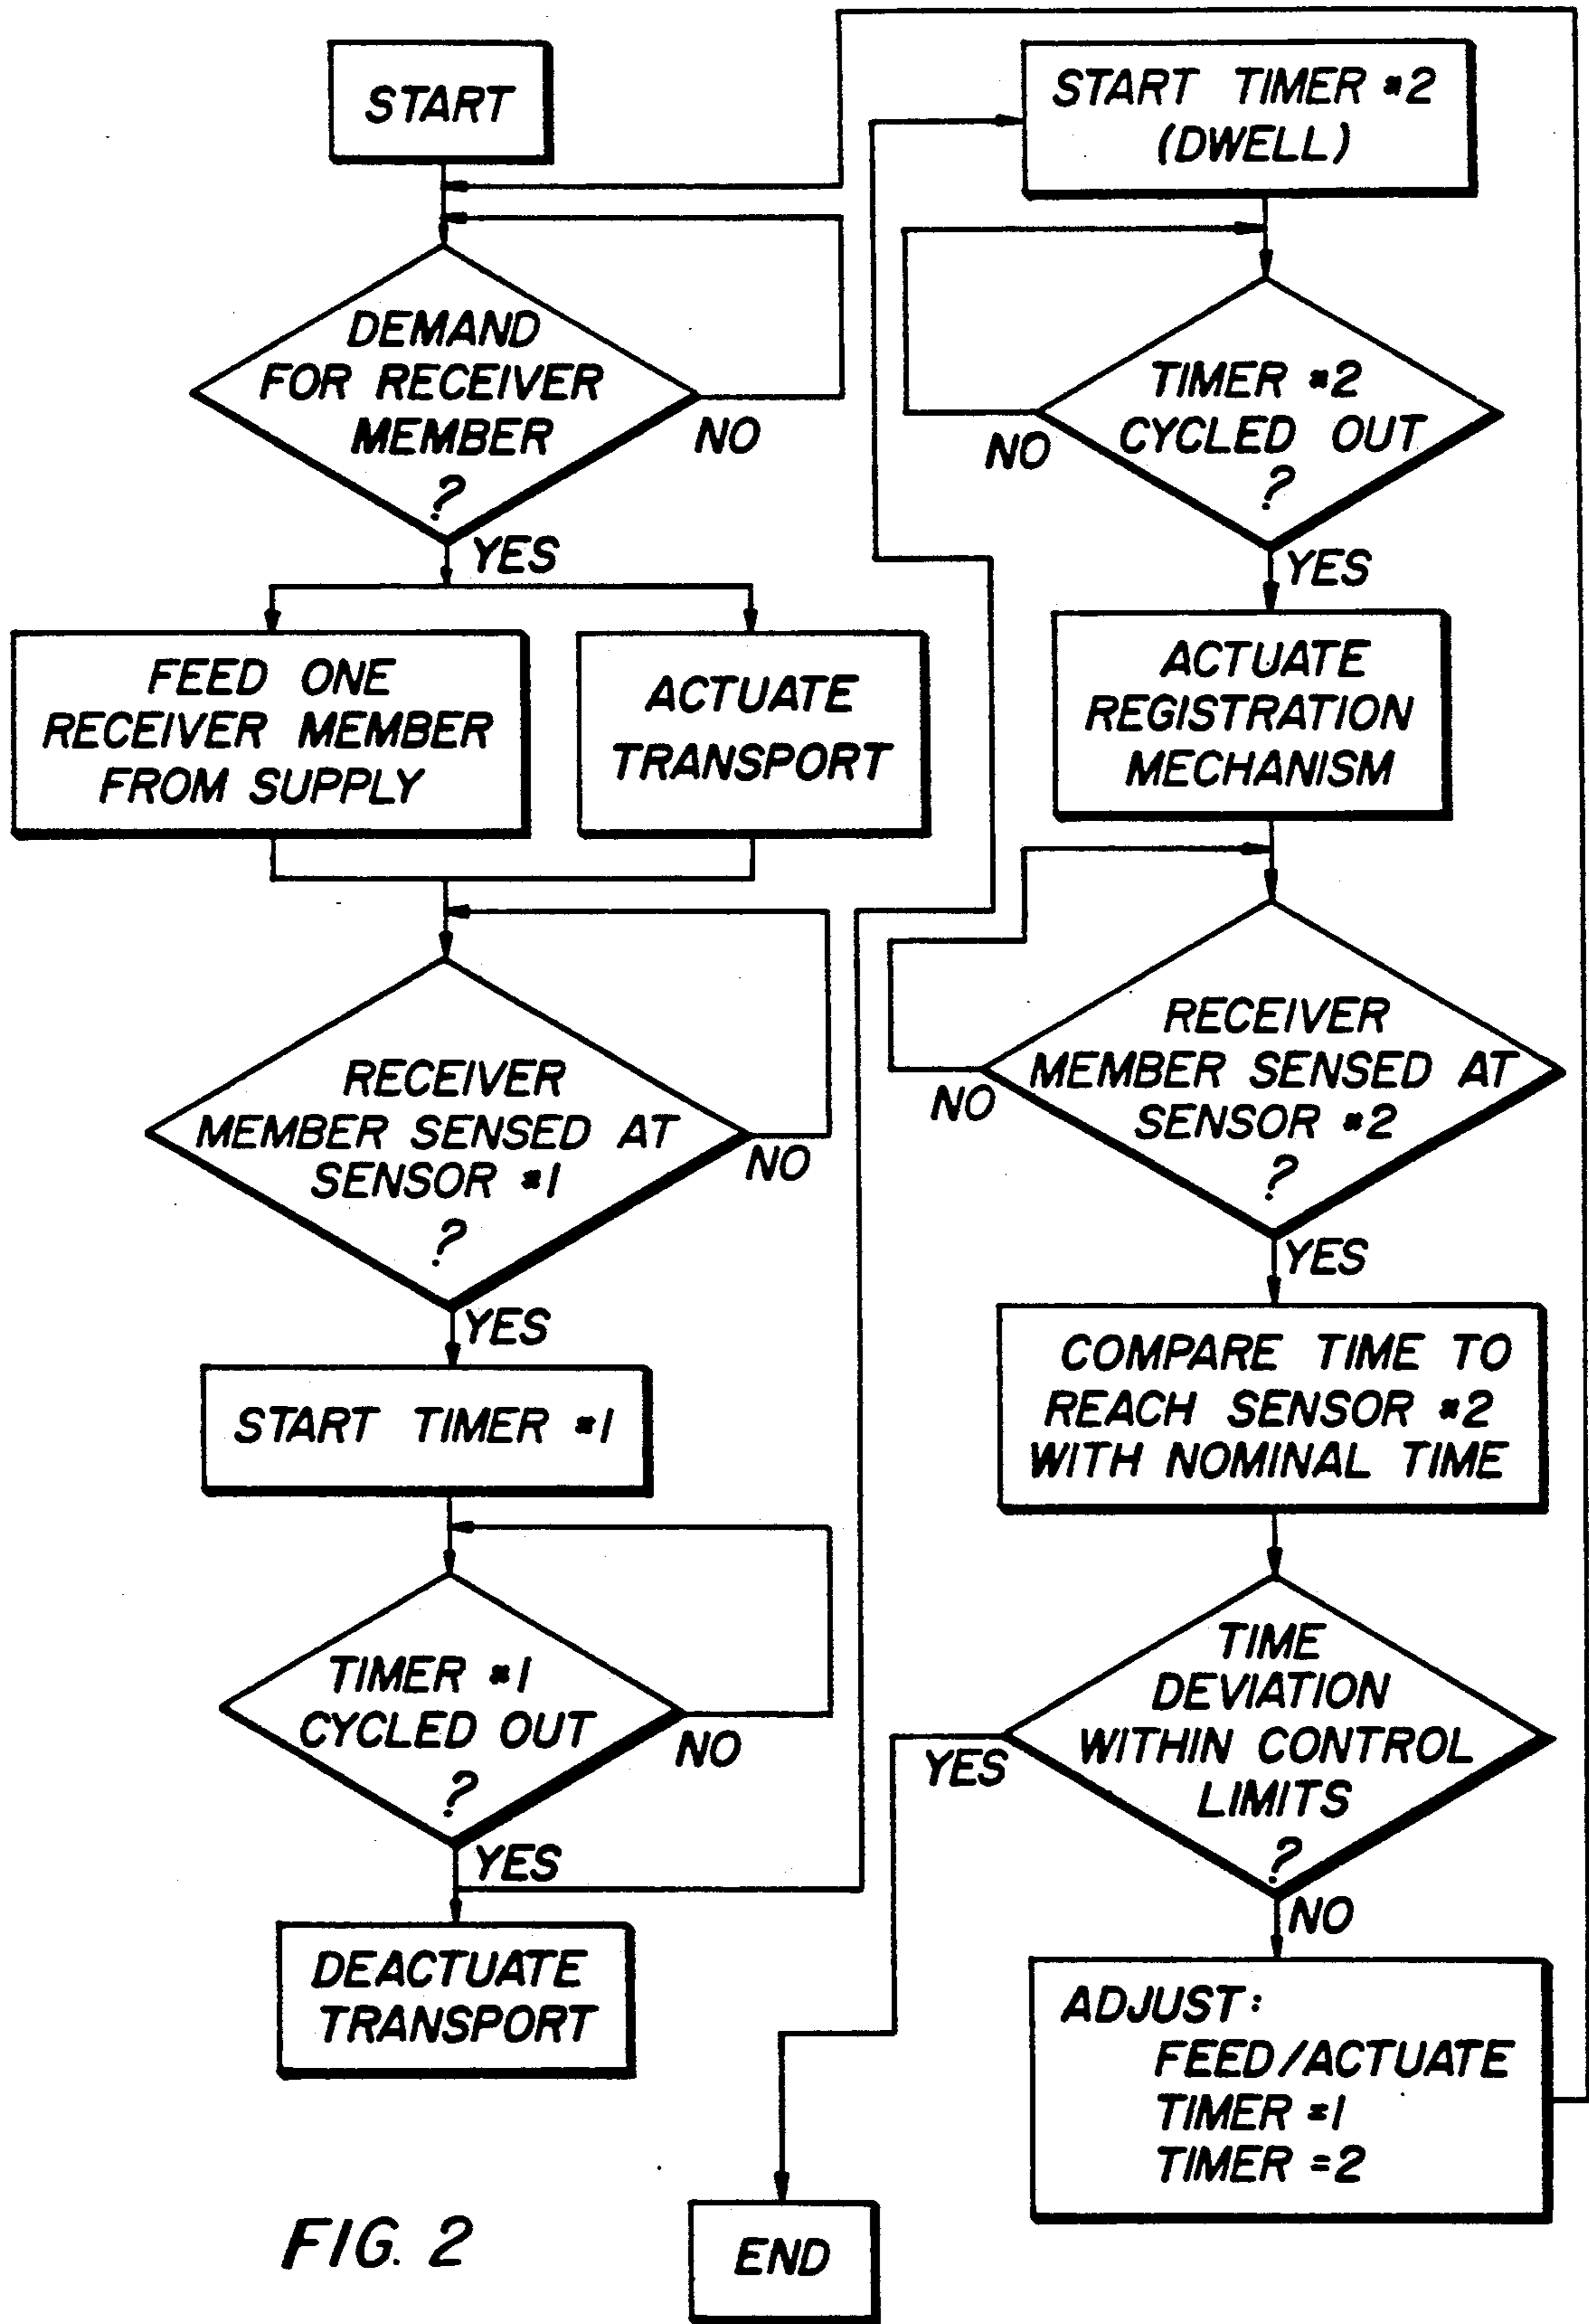 START
DEMAND
FOR RECEIVER
MEMBER
?
NO
YES
FEED ONE
RECEIVER MEMBER
FROM SUPPLY
ACTUATE
TRANSPORT
RECEIVER
MEMBER SENSED AT
SENSOR #1
?
NO
YES
START TIMER #1
TIMER #1
CYCLED OUT
?
NO
YES
DEACTUATE
TRANSPORT
START TIMER #2
(DWELL)
TIMER #2
CYCLED OUT
?
NO
YES
ACTUATE
REGISTRATION
MECHANISM
RECEIVER
MEMBER SENSED AT
SENSOR #2
?
NO
YES
COMPARE TIME TO
REACH SENSOR #2
WITH NOMINAL TIME
TIME
DEVIATION
WITHIN CONTROL
LIMITS
?
YES
NO
ADJUST:
FEED/ACTUATE
TIMER #1
TIMER =2
END
FIG. 2